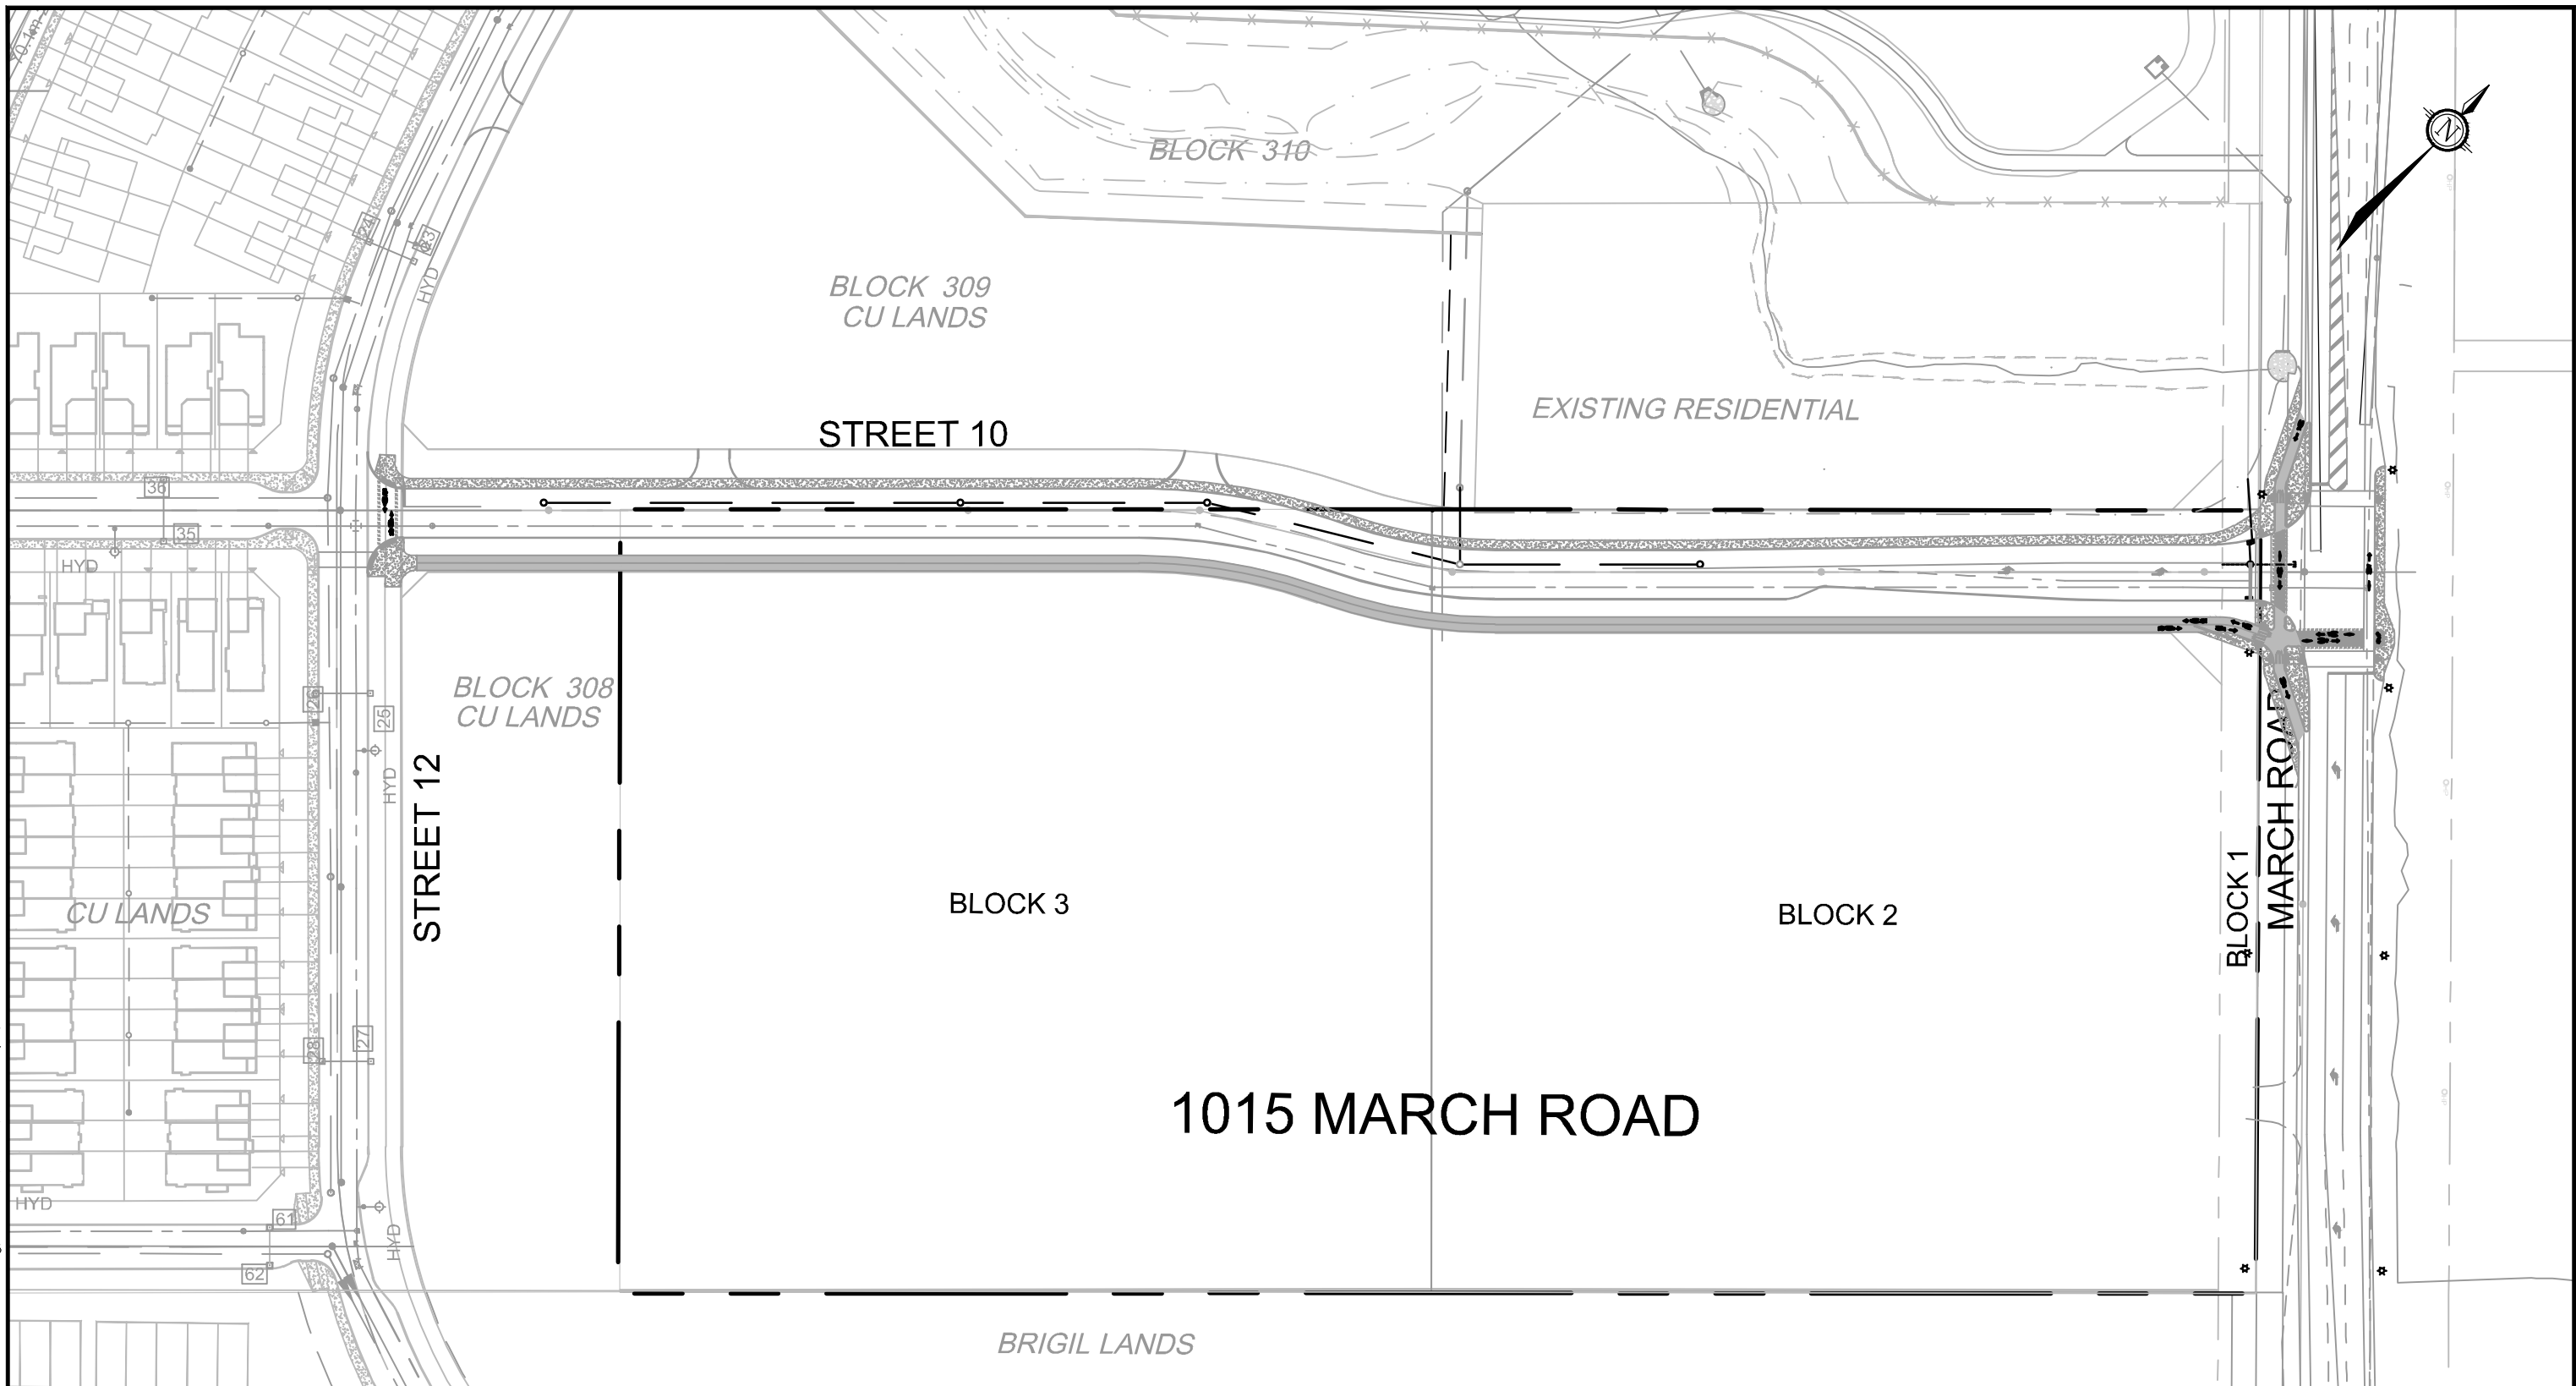 BLOCK 310
N
24
23
HYD
BLOCK 309
CU LANDS
EXISTING RESIDENTIAL
STREET 10
36
35
HYD
BLOCK 308
CU LANDS
26
25
HYD
STREET 12
MARCH ROAD
BLOCK 1
BLOCK 3
BLOCK 2
CU LANDS
28
27
1015 MARCH ROAD
HYD
61
HYD
62
BRIGIL LANDS